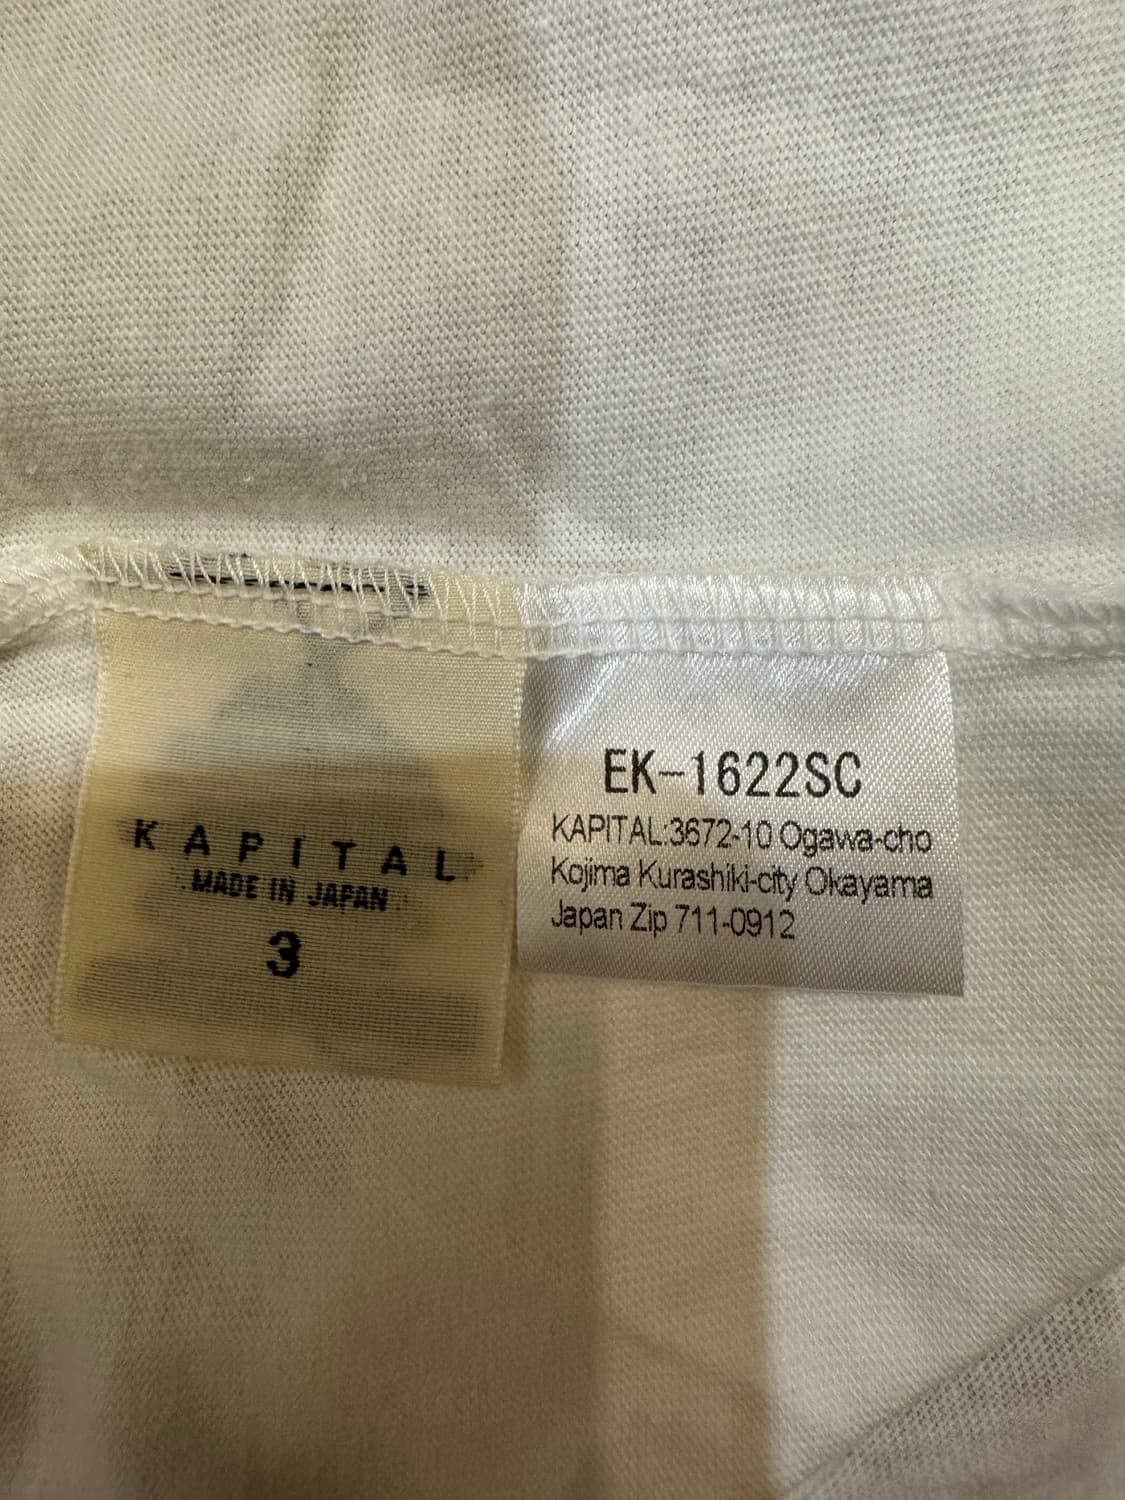 KAPITAL
MADE IN JAPAN
3
EK-1622SC
KAPITAL:3672-10 Ogawa-cho
Kojima Kurashiki-city Okayama
Japan Zip 711-0912